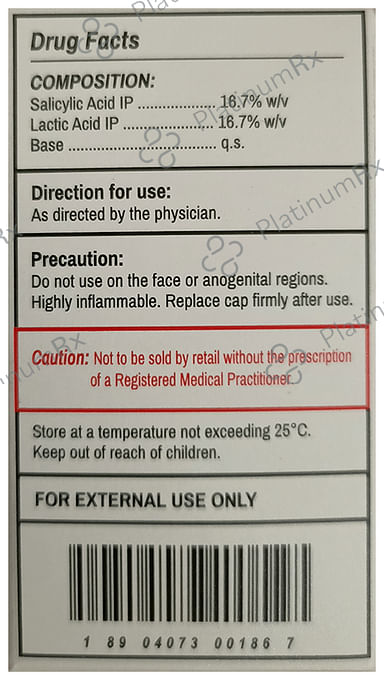 Drug Facts
COMPOSITION:
Salicylic Acid IP .................... 16.7% w/v
Lactic Acid IP ....................... 16.7% w/v
Base ..................................... q.s.
Direction for use:
As directed by the physician.
Precaution:
Do not use on the face or anogenital regions.
Highly inflammable. Replace cap firmly after use.
Caution: Not to be sold by retail without the prescription
of a Registered Medical Practitioner.
Store at a temperature not exceeding 25°C.
Keep out of reach of children.
FOR EXTERNAL USE ONLY
1 89 04073 00186 7
PlatinumRx
PlatinumRx